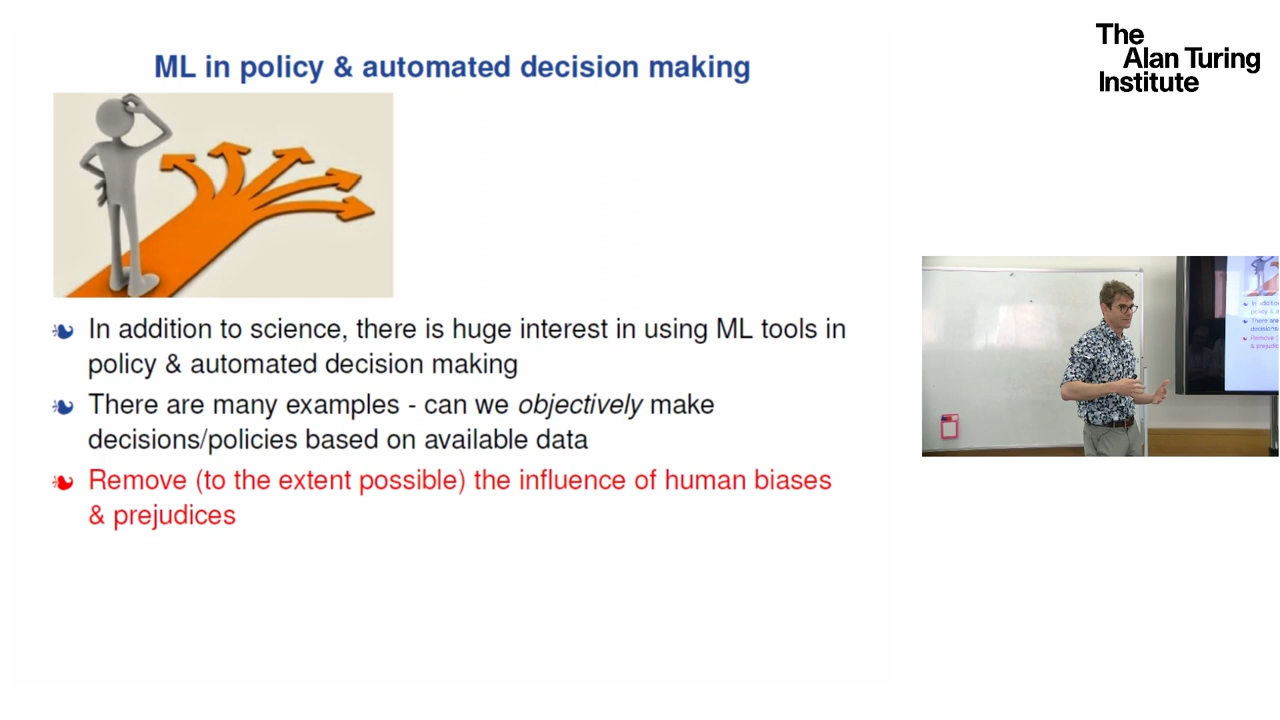 The
Alan Turing
Institute
ML in policy & automated decision making
In addition to science, there is huge interest in using ML tools in
policy & automated decision making
There are many examples - can we objectively make
decisions/policies based on available data
Remove (to the extent possible) the influence of human biases
& prejudices